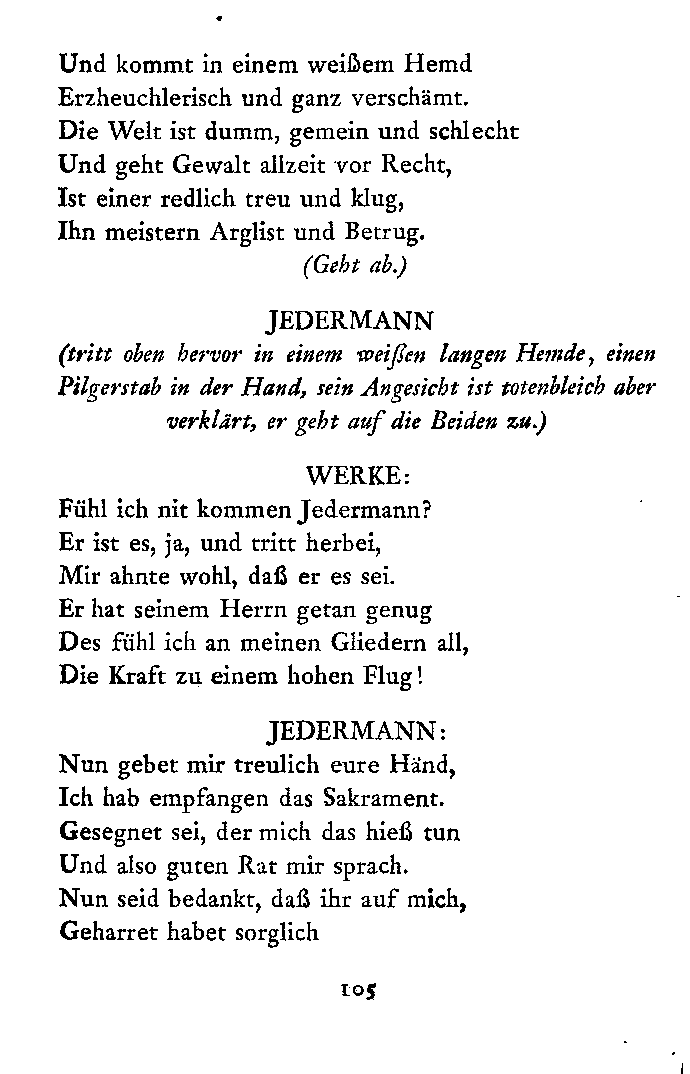 Und kommt in einem weißem Hemd
Erzheuchlerisch und ganz verschämt.
Die Welt ist dumm, gemein und schlecht
Und geht Gewalt allzeit vor Recht,
Ist einer redlich treu und klug,
Ihn meistern Arglist und Betrug.
(Geht ab.)
JEDERMANN
(tritt oben hervor in einem weißen langen Hemde, einen
Pilgerstab in der Hand, sein Angesicht ist totenbleich aber
verklärt, er geht auf die Beiden zu.)
WERKE:
Fühl ich nit kommen Jedermann?
Er ist es, ja, und tritt herbei,
Mir ahnte wohl, daß er es sei.
Er hat seinem Herrn getan genug
Des fühl ich an meinen Gliedern all,
Die Kraft zu einem hohen Flug!
JEDERMANN:
Nun gebet mir treulich eure Händ,
Ich hab empfangen das Sakrament.
Gesegnet sei, der mich das hieß tun
Und also guten Rat mir sprach.
Nun seid bedankt, daß ihr auf mich,
Geharret habet sorglich
105